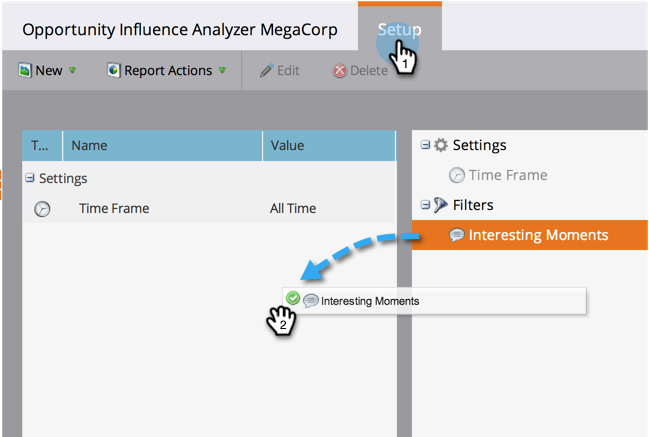 Opportunity Influence Analyzer MegaCorp Setup
1
New Report Actions Edit Delete
T... Name Value
Settings
Time Frame All Time
Settings
Time Frame
Filters
Interesting Moments
Interesting Moments
2